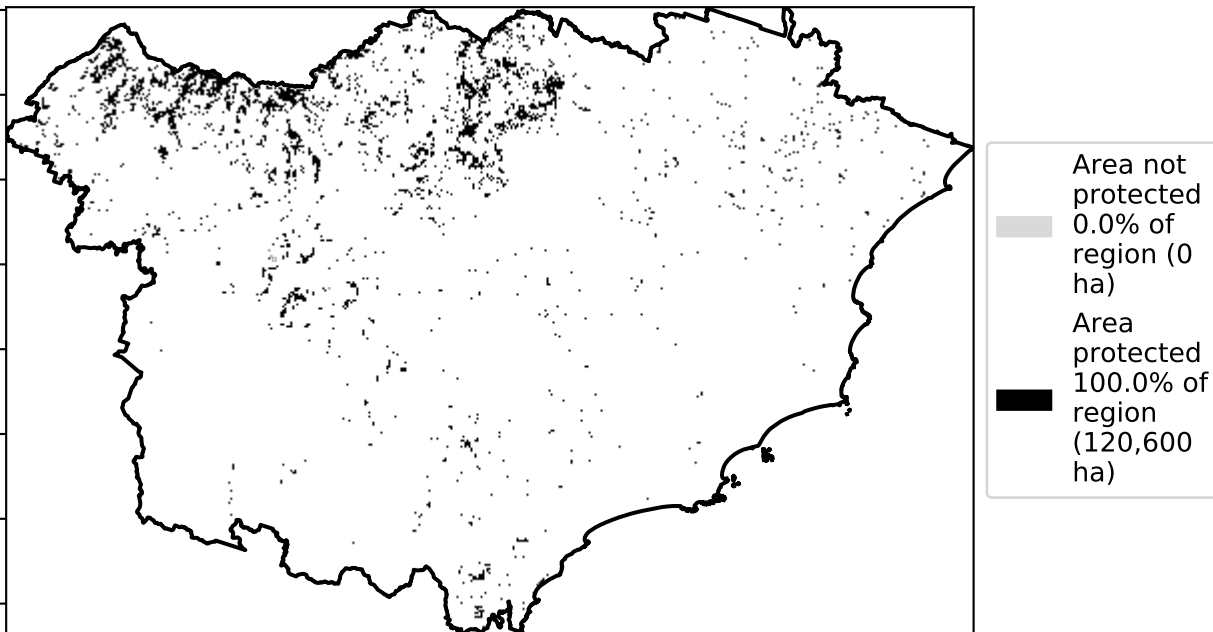 Area not
protected
0.0% of
region (0
ha)
Area
protected
100.0% of
region
(120,600
ha)